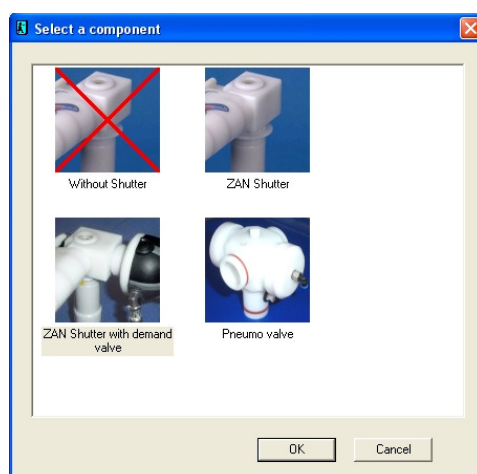 Select a component
Without Shutter
ZAN Shutter
ZAN Shutter with demand
valve
Pneumo valve
OK
Cancel